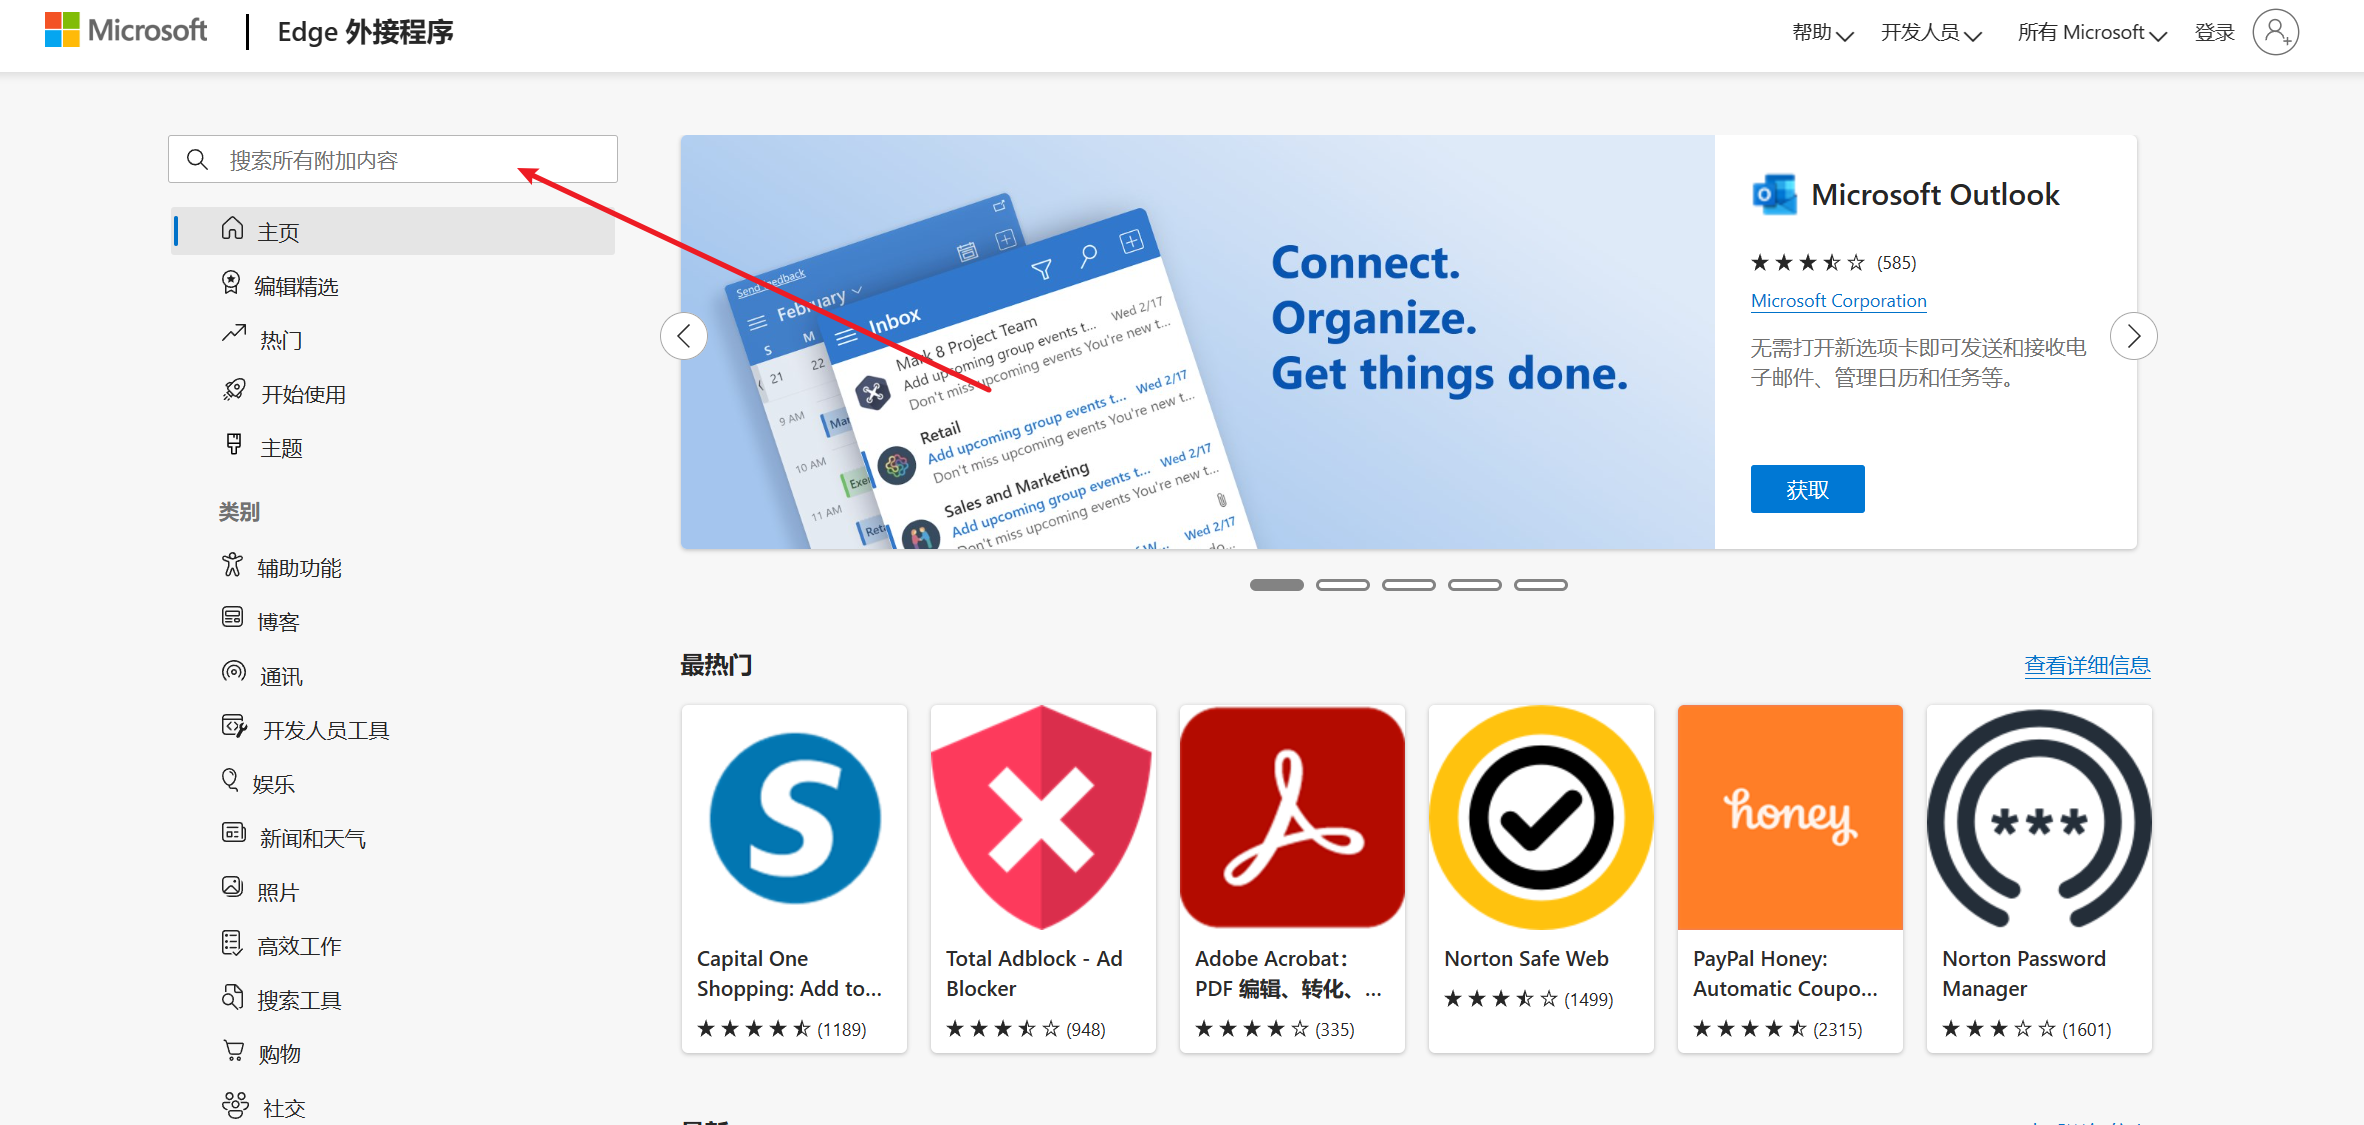 Microsoft
Edge 外接程序
帮助
开发人员
所有 Microsoft
登录
搜索所有附加内容
主页
编辑精选
热门
开始使用
主题
类别
辅助功能
博客
通讯
开发人员工具
娱乐
新闻和天气
照片
高效工作
搜索工具
购物
社交
Send feedback
February
S
M
21
22
9 AM
10 AM
11 AM
Inbox
Mark 8 Project Team
Wed 2/17
Add upcoming group events t...
Don't miss upcoming events You're new t...
Retail
Wed 2/17
Add upcoming group events t...
Don't miss upcoming events You're new t...
Sales and Marketing
Wed 2/17
Add upcoming group events t...
Don't miss upcoming events You're new t...
Wed 2/17
Connect.
Organize.
Get things done.
Microsoft Outlook
(585)
Microsoft Corporation
无需打开新选项卡即可发送和接收电
子邮件、管理日历和任务等。
获取
最热门
查看详细信息
honey
Capital One
Shopping: Add to...
(1189)
Total Adblock - Ad
Blocker
(948)
Adobe Acrobat：
PDF 编辑、转化、...
(335)
Norton Safe Web
(1499)
PayPal Honey:
Automatic Coupo...
(2315)
Norton Password
Manager
(1601)